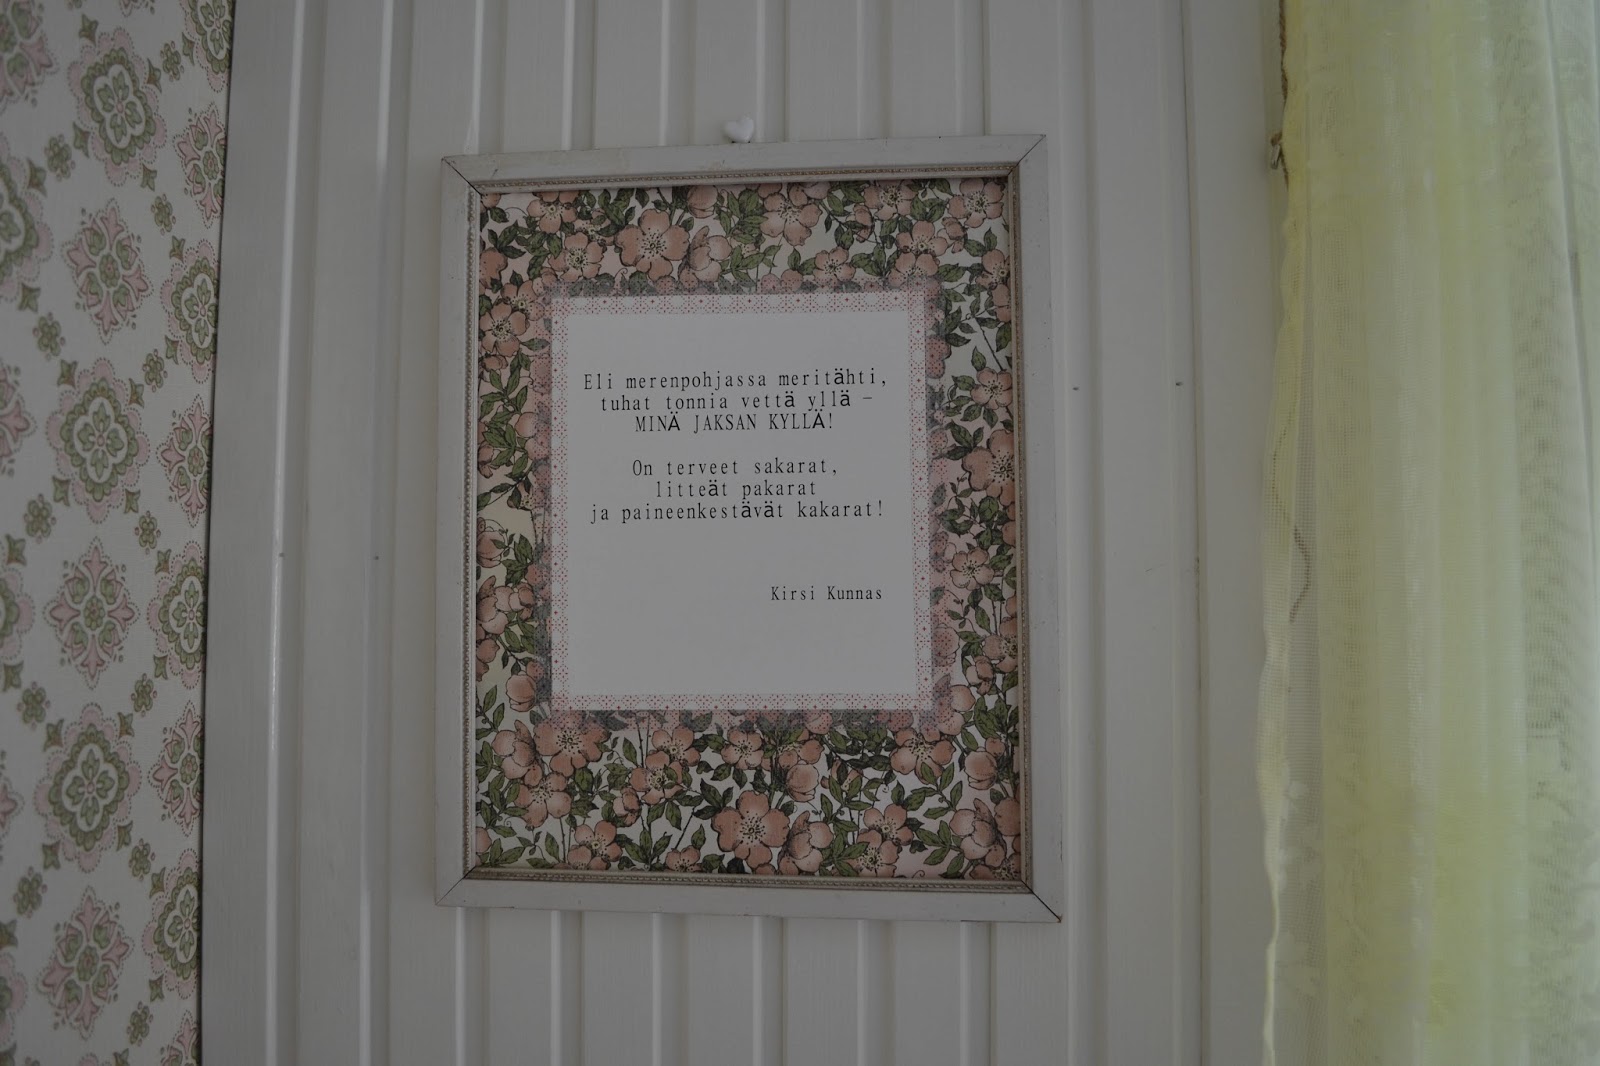 Eli merenpohjassa meritähti,
tuhat tonnia vettä yllä –
MINÄ JAKSAN KYLLÄ!
On terveet sakarat,
litteät pakarat
ja paineenkestävät kakarat!
Kirsi Kunnas